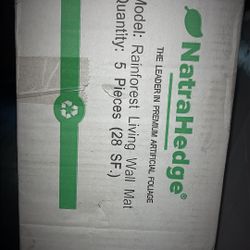 NatraHedge®
THE LEADER IN PREMIUM ARTIFICIAL FOLIAGE
Model: Rainforest Living Wall Mat
Quantity: 5 Pieces (28 SF.)